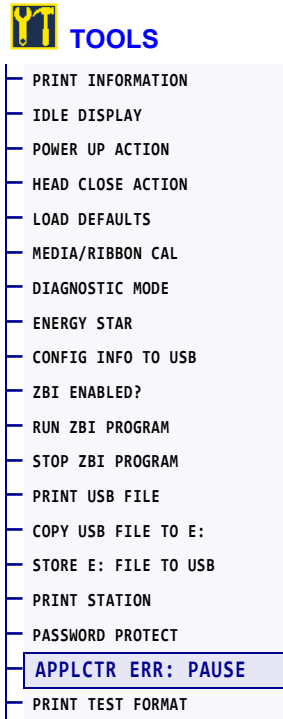 TOOLS
PRINT INFORMATION
IDLE DISPLAY
POWER UP ACTION
HEAD CLOSE ACTION
LOAD DEFAULTS
MEDIA/RIBBON CAL
DIAGNOSTIC MODE
ENERGY STAR
CONFIG INFO TO USB
ZBI ENABLED?
RUN ZBI PROGRAM
STOP ZBI PROGRAM
PRINT USB FILE
COPY USB FILE TO E:
STORE E: FILE TO USB
PRINT STATION
PASSWORD PROTECT
APPLCTR ERR: PAUSE
PRINT TEST FORMAT